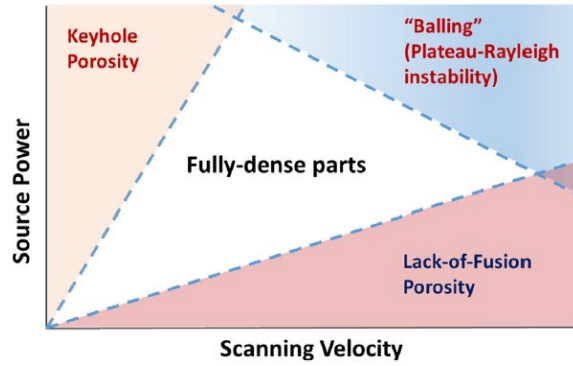 Keyhole
Porosity
“Balling”
(Plateau-Rayleigh
instability)
Fully-dense parts
Lack-of-Fusion
Porosity
Source Power
Scanning Velocity